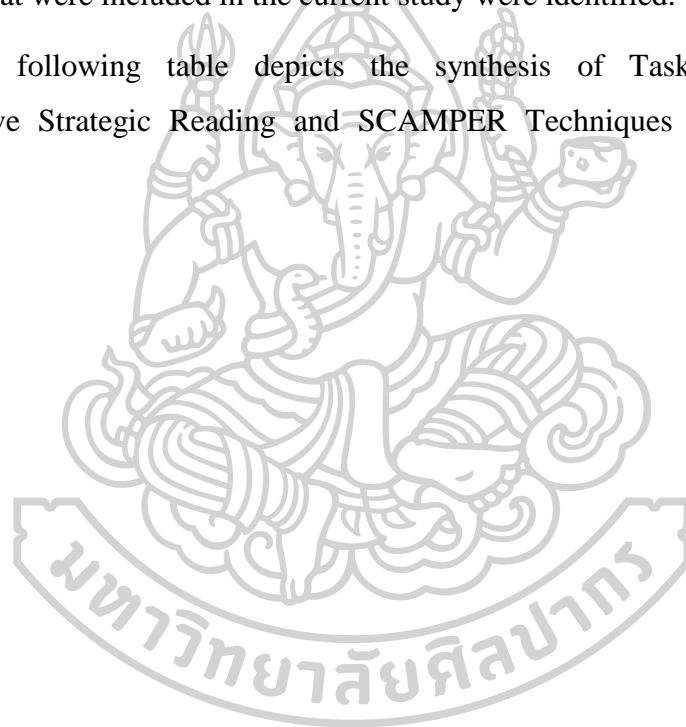 at were included in the current study were identified.
following table depicts the synthesis of Task
ve Strategic Reading and SCAMPER Techniques
มหาวิทยาลัยศิลปากร